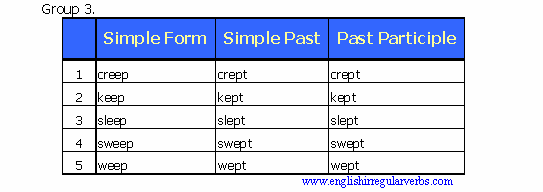 Group 3.
Simple Form Simple Past Past Participle
1 creep crept crept
2 keep kept kept
3 sleep slept slept
4 sweep swept swept
5 weep wept wept
www.englishirregularverbs.com